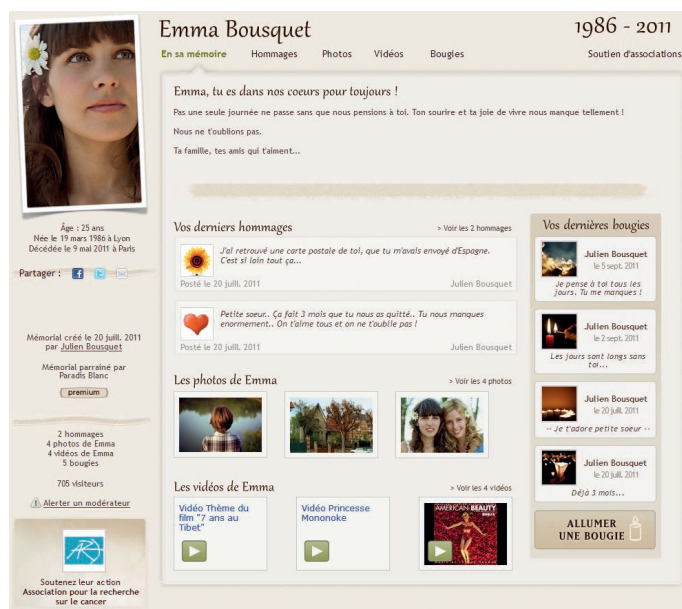 Emma Bousquet
1986 - 2011
En sa mémoire Hommages Photos Vidéos Bougies Soutien d'associations
Emma, tu es dans nos coeurs pour toujours !
Pas une seule journée ne passe sans que nous pensions à toi. Ton sourire et ta joie de vivre nous manque tellement !
Nous ne t'oublions pas.
Ta famille, tes amis qui t'aiment...
Âge : 25 ans
Née le 19 mars 1986 à Lyon
Décédée le 9 mai 2011 à Paris
Partager :
Mémorial créé le 20 juill. 2011
par Julien Bousquet
Mémorial parrainé par
Paradis Blanc
premium
2 hommages
4 photos de Emma
4 vidéos de Emma
5 bougies
705 visiteurs
Alerter un modérateur
Soutenez leur action
Association pour la recherche
sur le cancer
Vos derniers hommages
> Voir les 2 hommages
J'ai retrouvé une carte postale de toi, que tu m'avais envoyé d'Espagne.
C'est si loin tout ça...
Posté le 20 juill. 2011 Julien Bousquet
Petite soeur.. Ça fait 3 mois que tu nous as quitté.. Tu nous manques
enormement.. On t'aime tous et on ne t'oublie pas !
Posté le 20 juill. 2011 Julien Bousquet
Les photos de Emma
> Voir les 4 photos
Les vidéos de Emma
> Voir les 4 vidéos
Vidéo Thème du
film "7 ans au
Tibet"
Vidéo Princesse
Mononoke
AMERICAN BEAUTY
Vos dernières bougies
Julien Bousquet
le 5 sept. 2011
Je pense à toi tous les
jours. Tu me manques !
Julien Bousquet
le 2 sept. 2011
Les jours sont longs sans
toi...
Julien Bousquet
le 20 juill. 2011
-- Je t'adore petite soeur --
Julien Bousquet
le 20 juill. 2011
Déjà 3 mois...
ALLUMER
UNE BOUGIE